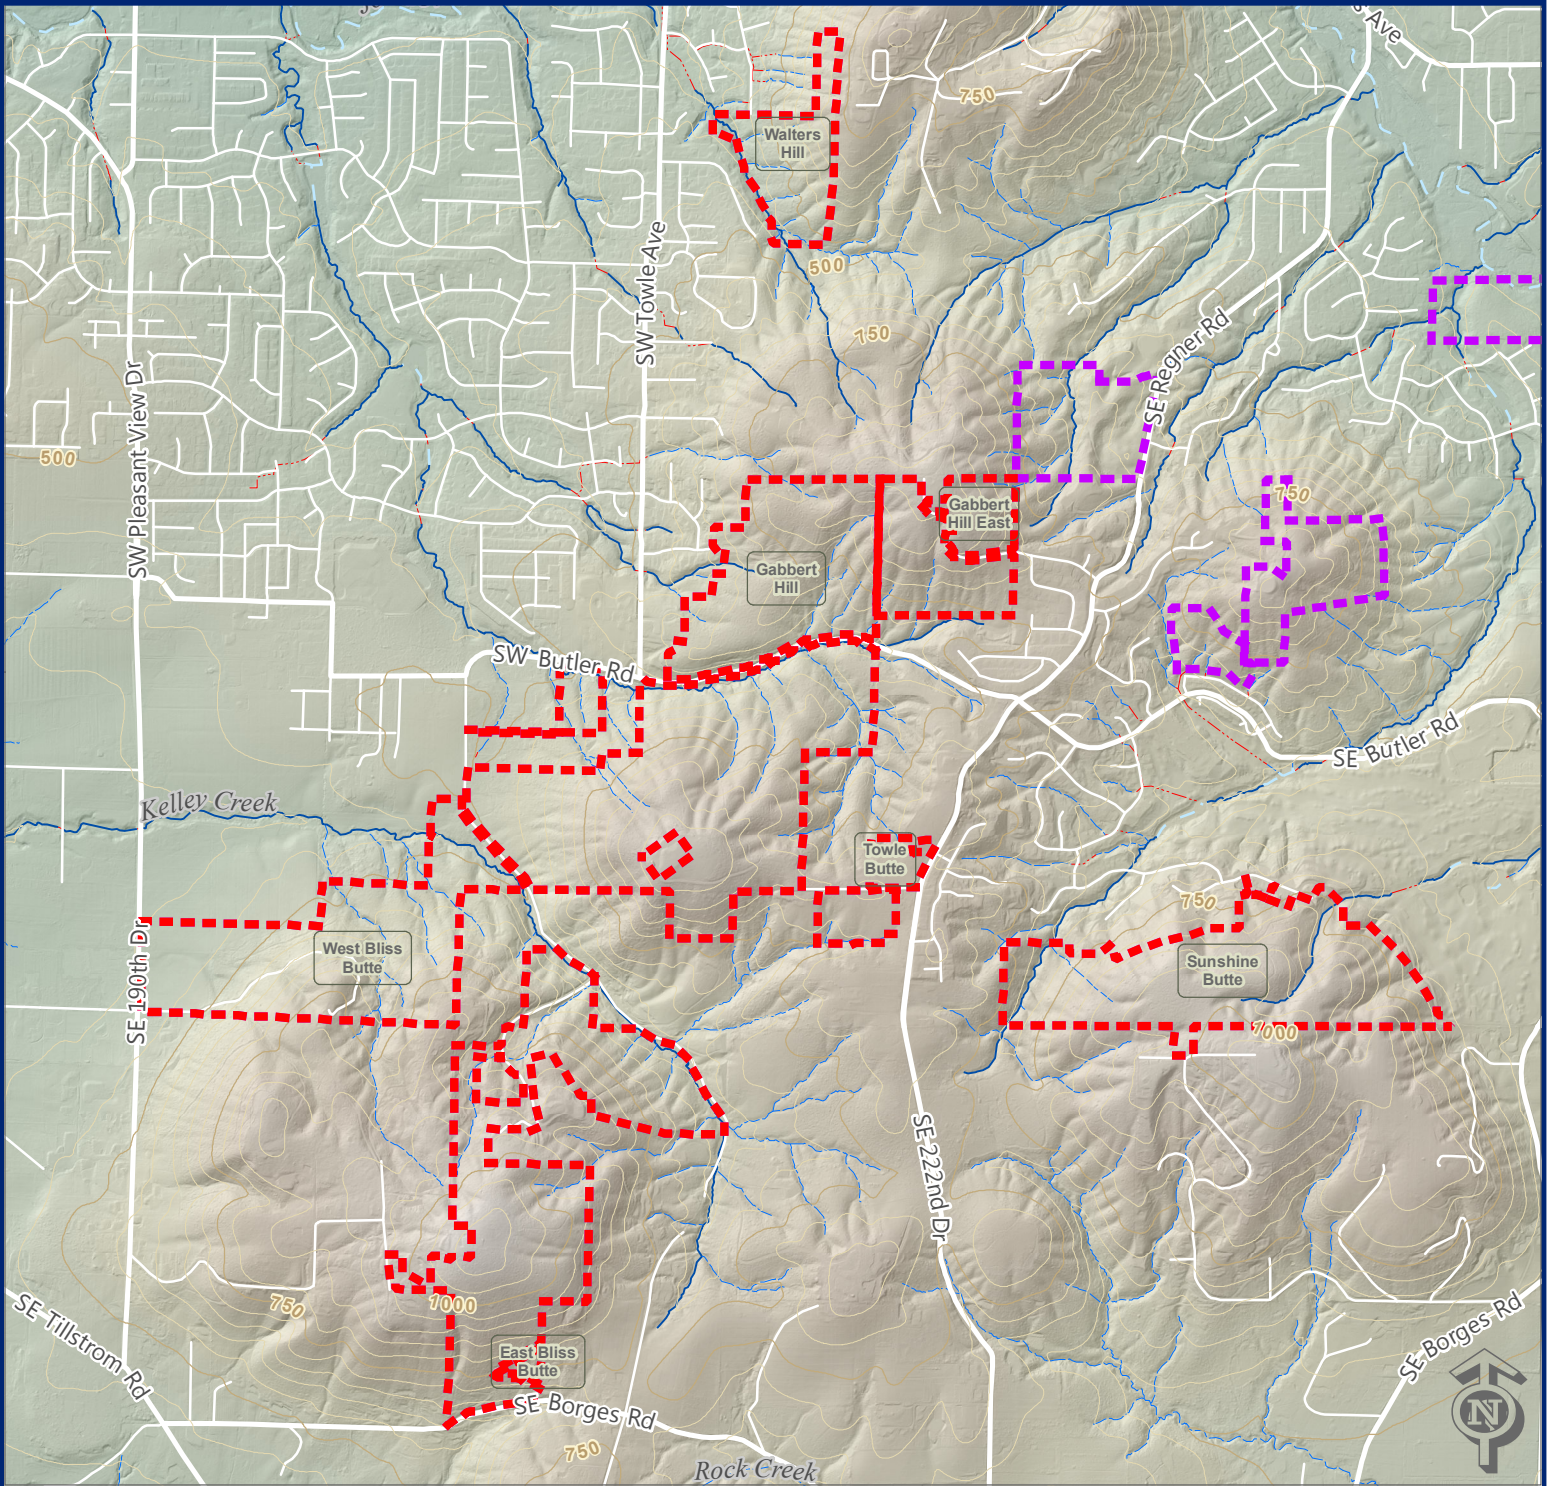 s Ave
750
Walters
Hill
SW Towle Ave
500
750
SE Regner Rd
SW Pleasant View Dr
500
750
Gabbert
Hill East
Gabbert
Hill
SW Butler Rd
SE Butler Rd
Kelley Creek
Towle
Butte
750
West Bliss
Butte
SE 190th Dr
Sunshine
Butte
1000
SE 222nd Dr
750
1000
SE Tillstrom Rd
East Bliss
Butte
SE Borges Rd
SE Borges Rd
N
750
Rock Creek